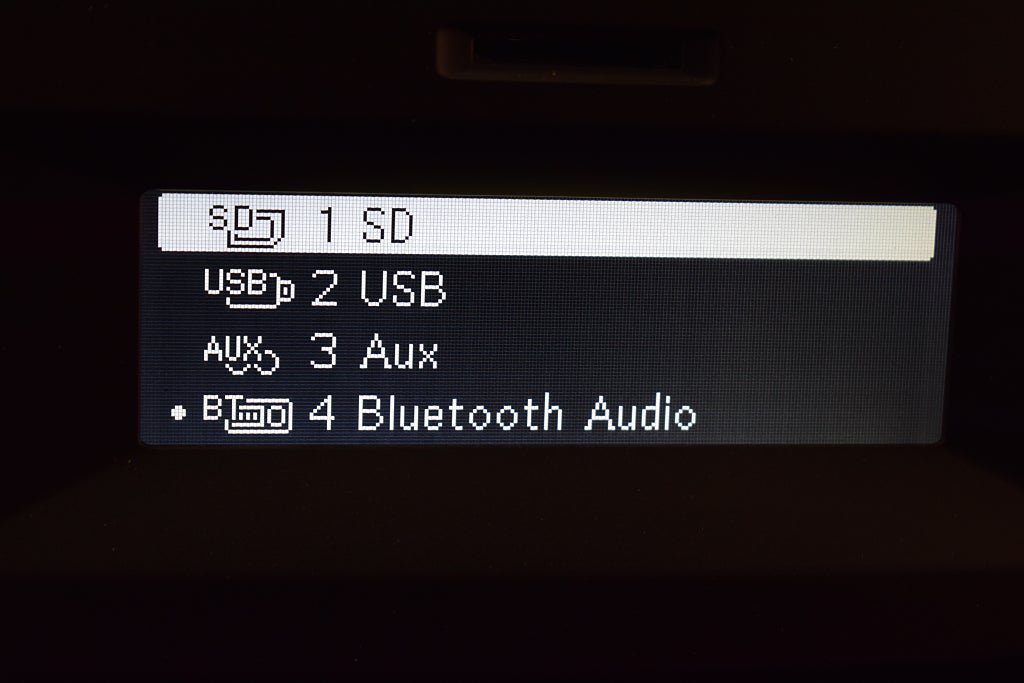 SD 1 SD
USB 2 USB
AUX 3 Aux
• BT 4 Bluetooth Audio